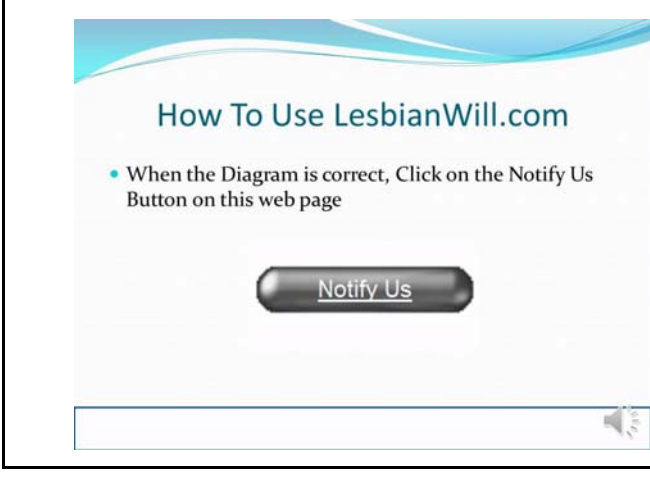 How To Use LesbianWill.com
• When the Diagram is correct, Click on the Notify Us
Button on this web page
Notify Us